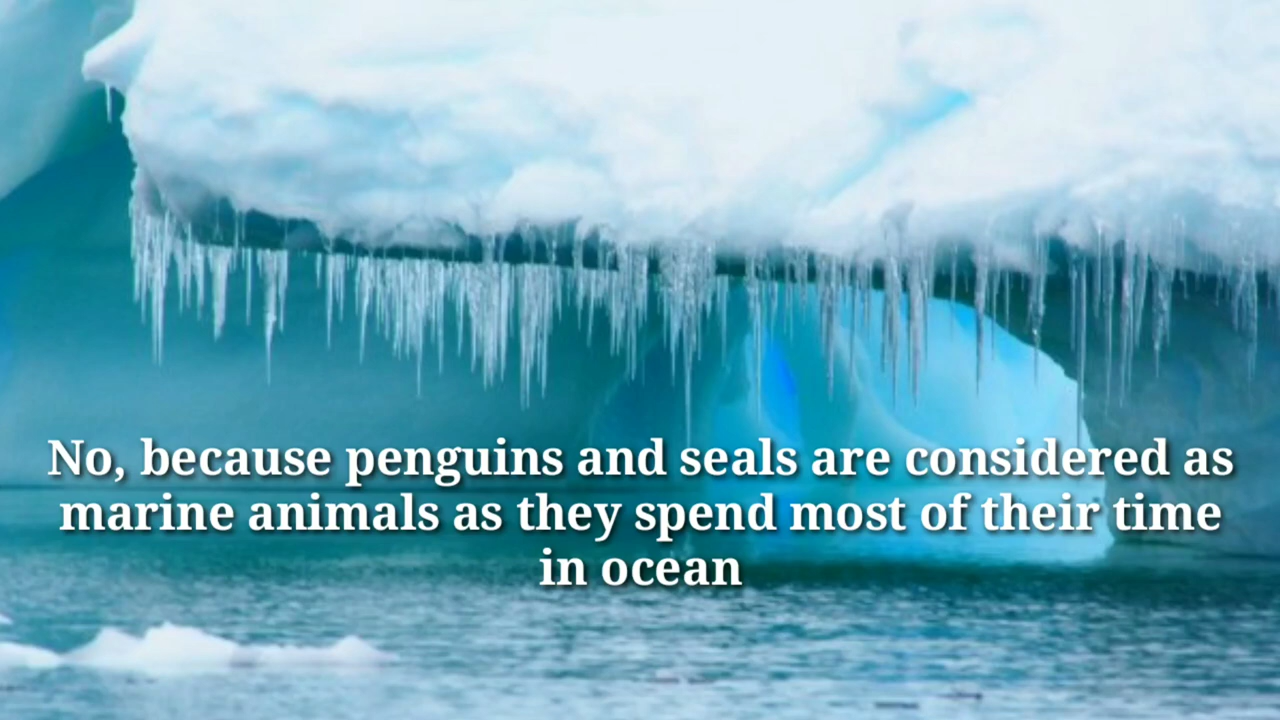 No, because penguins and seals are considered as
marine animals as they spend most of their time
in ocean